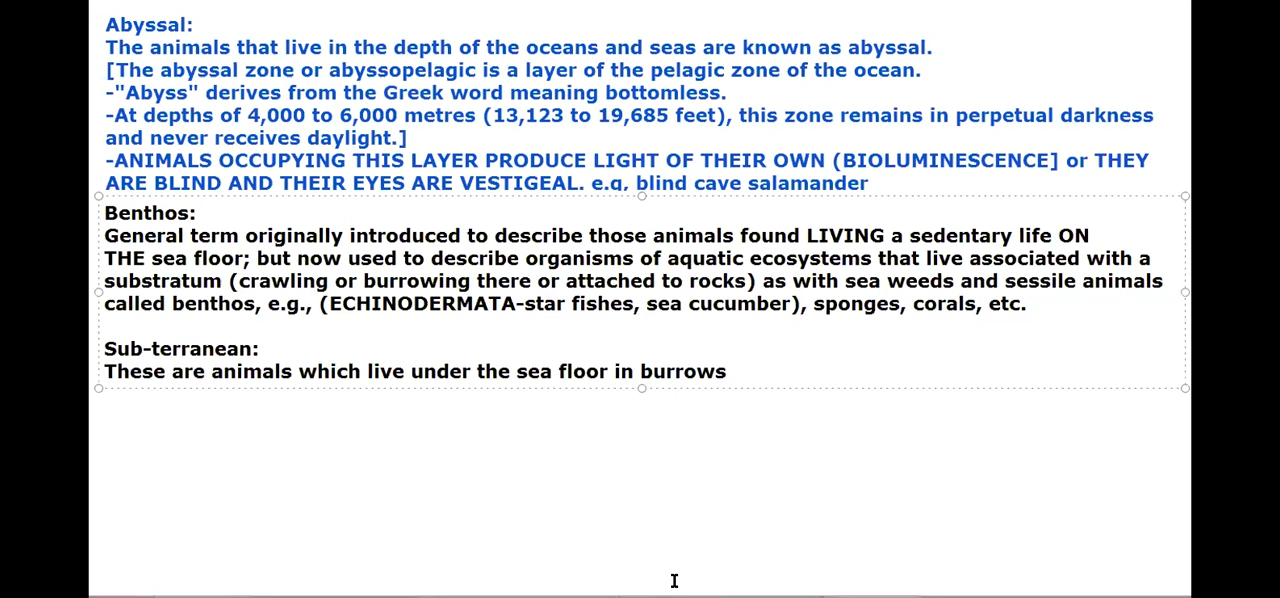 Abyssal:
The animals that live in the depth of the oceans and seas are known as abyssal.
[The abyssal zone or abyssopelagic is a layer of the pelagic zone of the ocean.
-"Abyss" derives from the Greek word meaning bottomless.
-At depths of 4,000 to 6,000 metres (13,123 to 19,685 feet), this zone remains in perpetual darkness
and never receives daylight.]
-ANIMALS OCCUPYING THIS LAYER PRODUCE LIGHT OF THEIR OWN (BIOLUMINESCENCE] or THEY
ARE BLIND AND THEIR EYES ARE VESTIGEAL. e.g. blind cave salamander
Benthos:
General term originally introduced to describe those animals found LIVING a sedentary life ON
THE sea floor; but now used to describe organisms of aquatic ecosystems that live associated with a
substratum (crawling or burrowing there or attached to rocks) as with sea weeds and sessile animals
called benthos, e.g., (ECHINODERMATA-star fishes, sea cucumber), sponges, corals, etc.
Sub-terranean:
These are animals which live under the sea floor in burrows